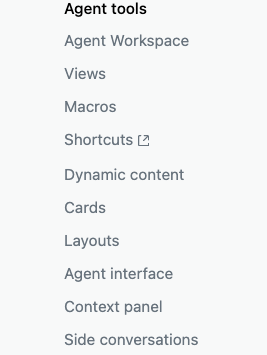 Agent tools
Agent Workspace
Views
Macros
Shortcuts
Dynamic content
Cards
Layouts
Agent interface
Context panel
Side conversations